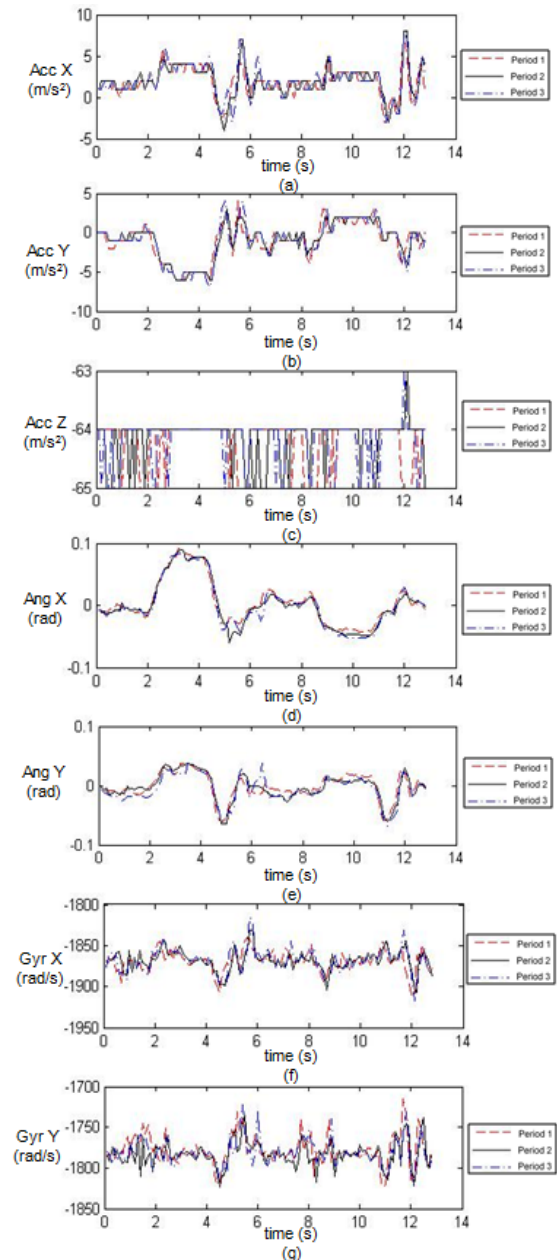 10
5
0
-5
Acc X
(m/s²)
0 2 4 6 8 10 12 14
time (s)
(a)
Period 1
Period 2
Period 3
5
0
-5
-10
Acc Y
(m/s²)
0 2 4 6 8 10 12 14
time (s)
(b)
Period 1
Period 2
Period 3
-63
-64
-65
Acc Z
(m/s²)
0 2 4 6 8 10 12 14
time (s)
(c)
Period 1
Period 2
Period 3
0.1
0
-0.1
Ang X
(rad)
0 2 4 6 8 10 12 14
time (s)
(d)
Period 1
Period 2
Period 3
0.1
0
-0.1
Ang Y
(rad)
0 2 4 6 8 10 12 14
time (s)
(e)
Period 1
Period 2
Period 3
-1800
-1850
-1900
-1950
Gyr X
(rad/s)
0 2 4 6 8 10 12 14
time (s)
(f)
Period 1
Period 2
Period 3
-1700
-1750
-1800
-1850
Gyr Y
(rad/s)
0 2 4 6 8 10 12 14
time (s)
(g)
Period 1
Period 2
Period 3